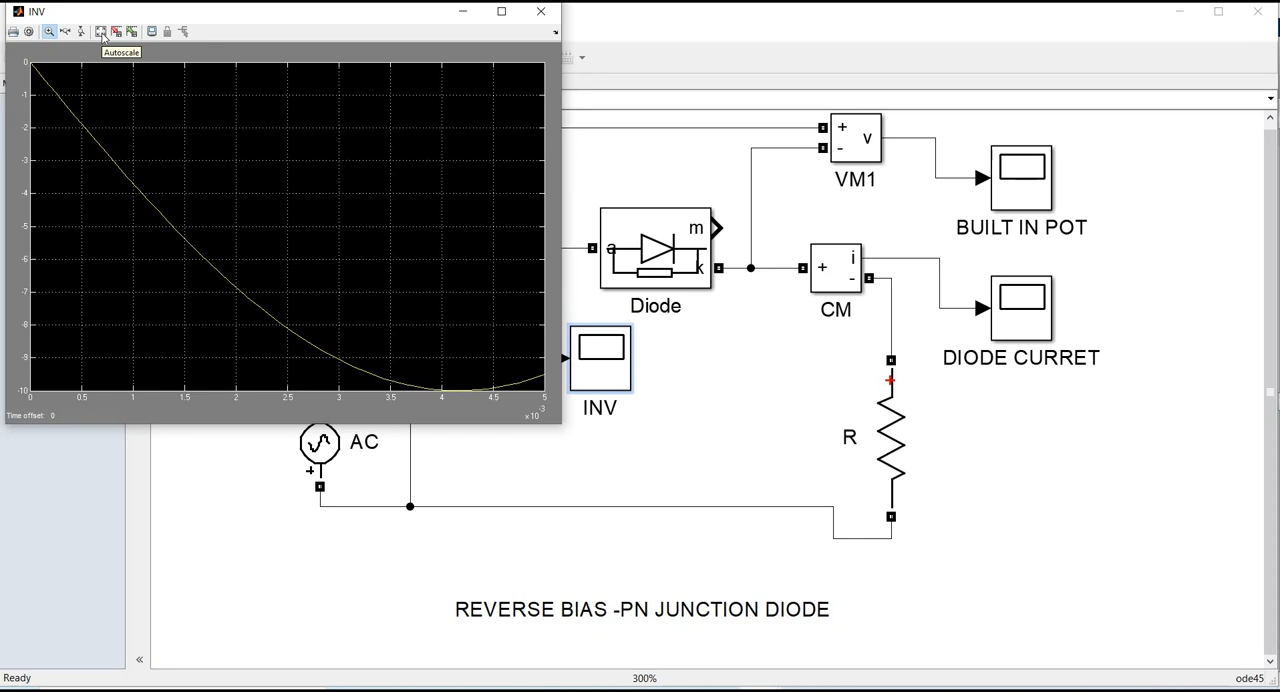 INV
Autoscale
0
-1
-2
-3
-4
-5
-6
-7
-8
-9
-10
0 0.5 1 1.5 2 2.5 3 3.5 4 4.5 5
Time offset: 0
x 10
-3
+
-
v
VM1
BUILT IN POT
m
a
k
Diode
+
i
-
CM
DIODE CURRET
INV
+
R
AC
+
REVERSE BIAS -PN JUNCTION DIODE
«
Ready 300% ode45